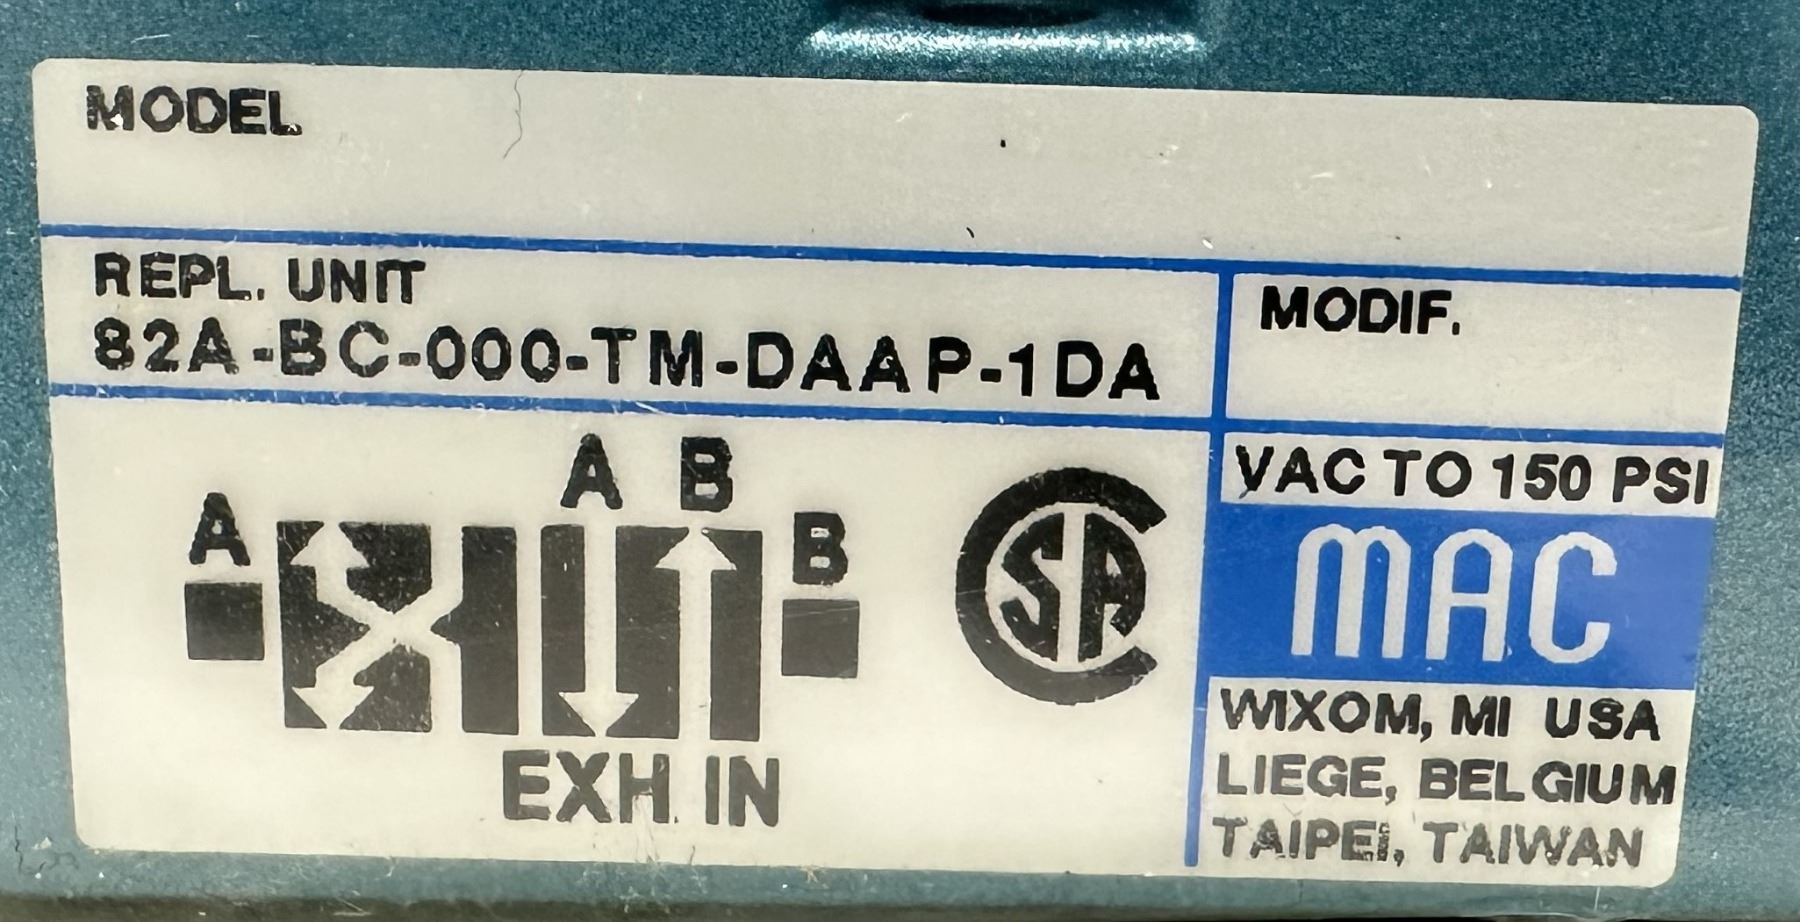 MODEL
REPL. UNIT
82A-BC-000-TM-DAAP-1DA
MODIF.
A B
A B
EXH. IN
CSA
VAC TO 150 PSI
MAC
WIXOM, MI USA
LIEGE, BELGIUM
TAIPEI, TAIWAN